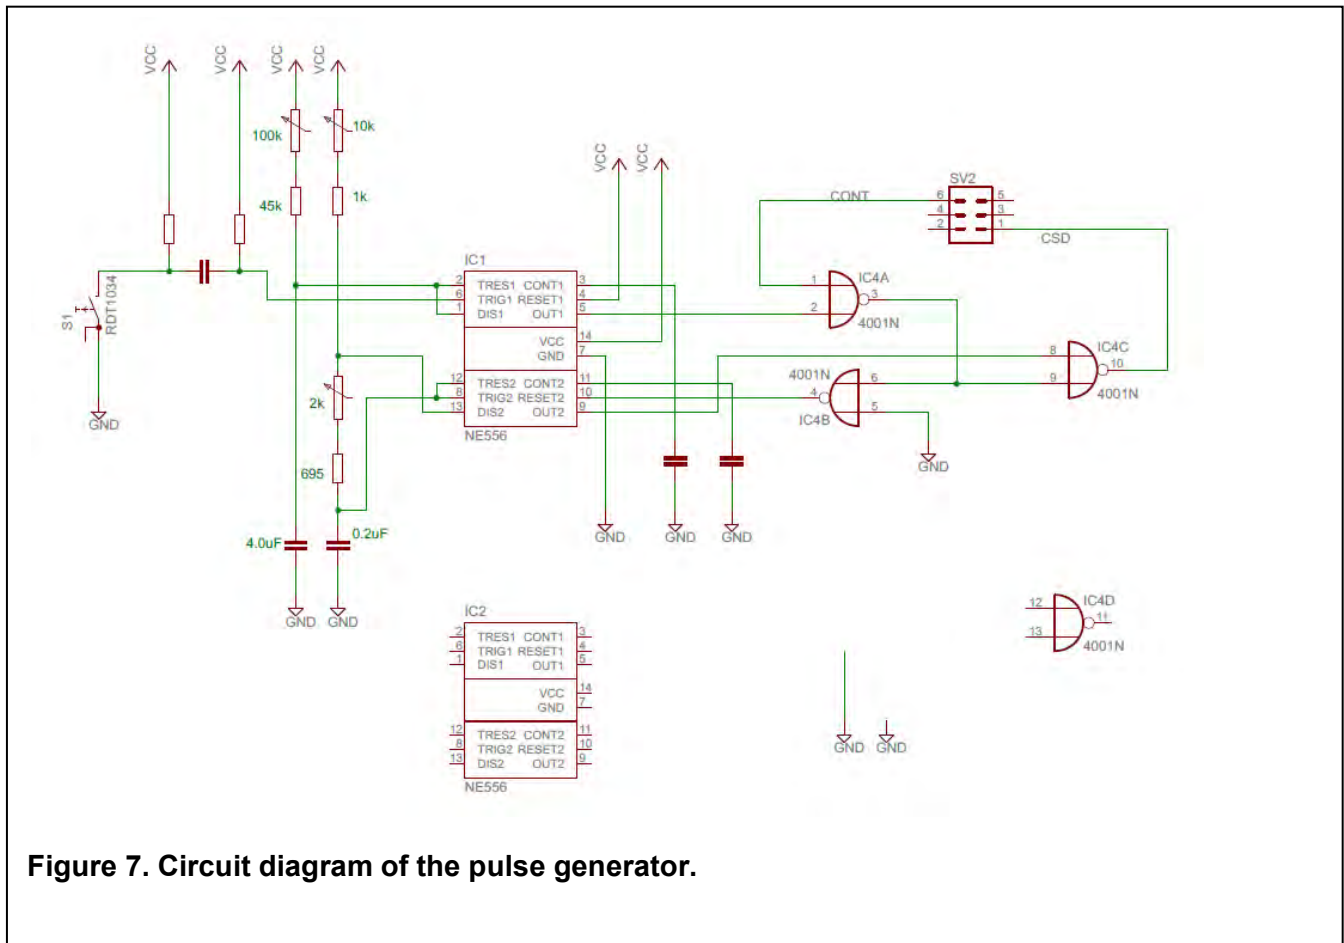 VCC
VCC
VCC
VCC
100k
10k
45k
1k
VCC
VCC
S1
RDT1034
GND
2k
695
4.0uF
0.2uF
GND
GND
IC1
2 TRES1 CONT1 3
6 TRIG1 RESET1 4
1 DIS1 OUT1 5
VCC 14
GND 7
12 TRES2 CONT2 11
8 TRIG2 RESET2 10
13 DIS2 OUT2 9
NE556
GND
GND
GND
SV2
CONT
6 5
4 3
2 1
CSD
1
2
3
IC4A
4001N
4
6
5
IC4B
GND
8
9
10
IC4C
4001N
IC2
2 TRES1 CONT1 3
6 TRIG1 RESET1 4
1 DIS1 OUT1 5
VCC 14
GND 7
12 TRES2 CONT2 11
8 TRIG2 RESET2 10
13 DIS2 OUT2 9
NE556
12
13
11
IC4D
4001N
GND
GND
Figure 7. Circuit diagram of the pulse generator.